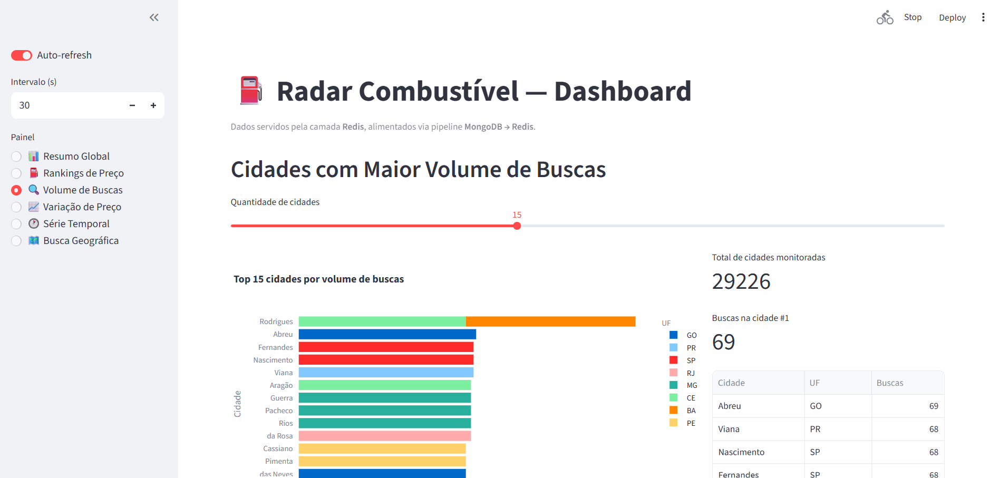 Stop
Deploy
Auto-refresh
Intervalo (s)
30
Painel
Resumo Global
Rankings de Preço
Volume de Buscas
Variação de Preço
Série Temporal
Busca Geográfica
Radar Combustível — Dashboard
Dados servidos pela camada Redis, alimentados via pipeline MongoDB → Redis.
Cidades com Maior Volume de Buscas
Quantidade de cidades
15
Top 15 cidades por volume de buscas
Cidade
Rodrigues
Abreu
Fernandes
Nascimento
Viana
Aragão
Guerra
Pacheco
Rios
da Rosa
Cassiano
Pimenta
das Neves
UF
GO
PR
SP
RJ
MG
CE
BA
PE
Total de cidades monitoradas
29226
Buscas na cidade #1
69
Cidade UF Buscas
Abreu GO 69
Viana PR 68
Nascimento SP 68
Fernandes SP 68